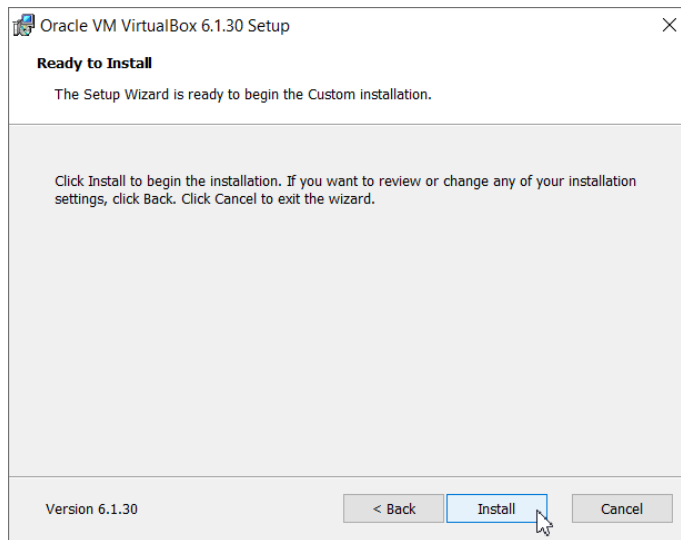 Oracle VM VirtualBox 6.1.30 Setup
Ready to Install
The Setup Wizard is ready to begin the Custom installation.
Click Install to begin the installation. If you want to review or change any of your installation
settings, click Back. Click Cancel to exit the wizard.
Version 6.1.30
< Back
Install
Cancel